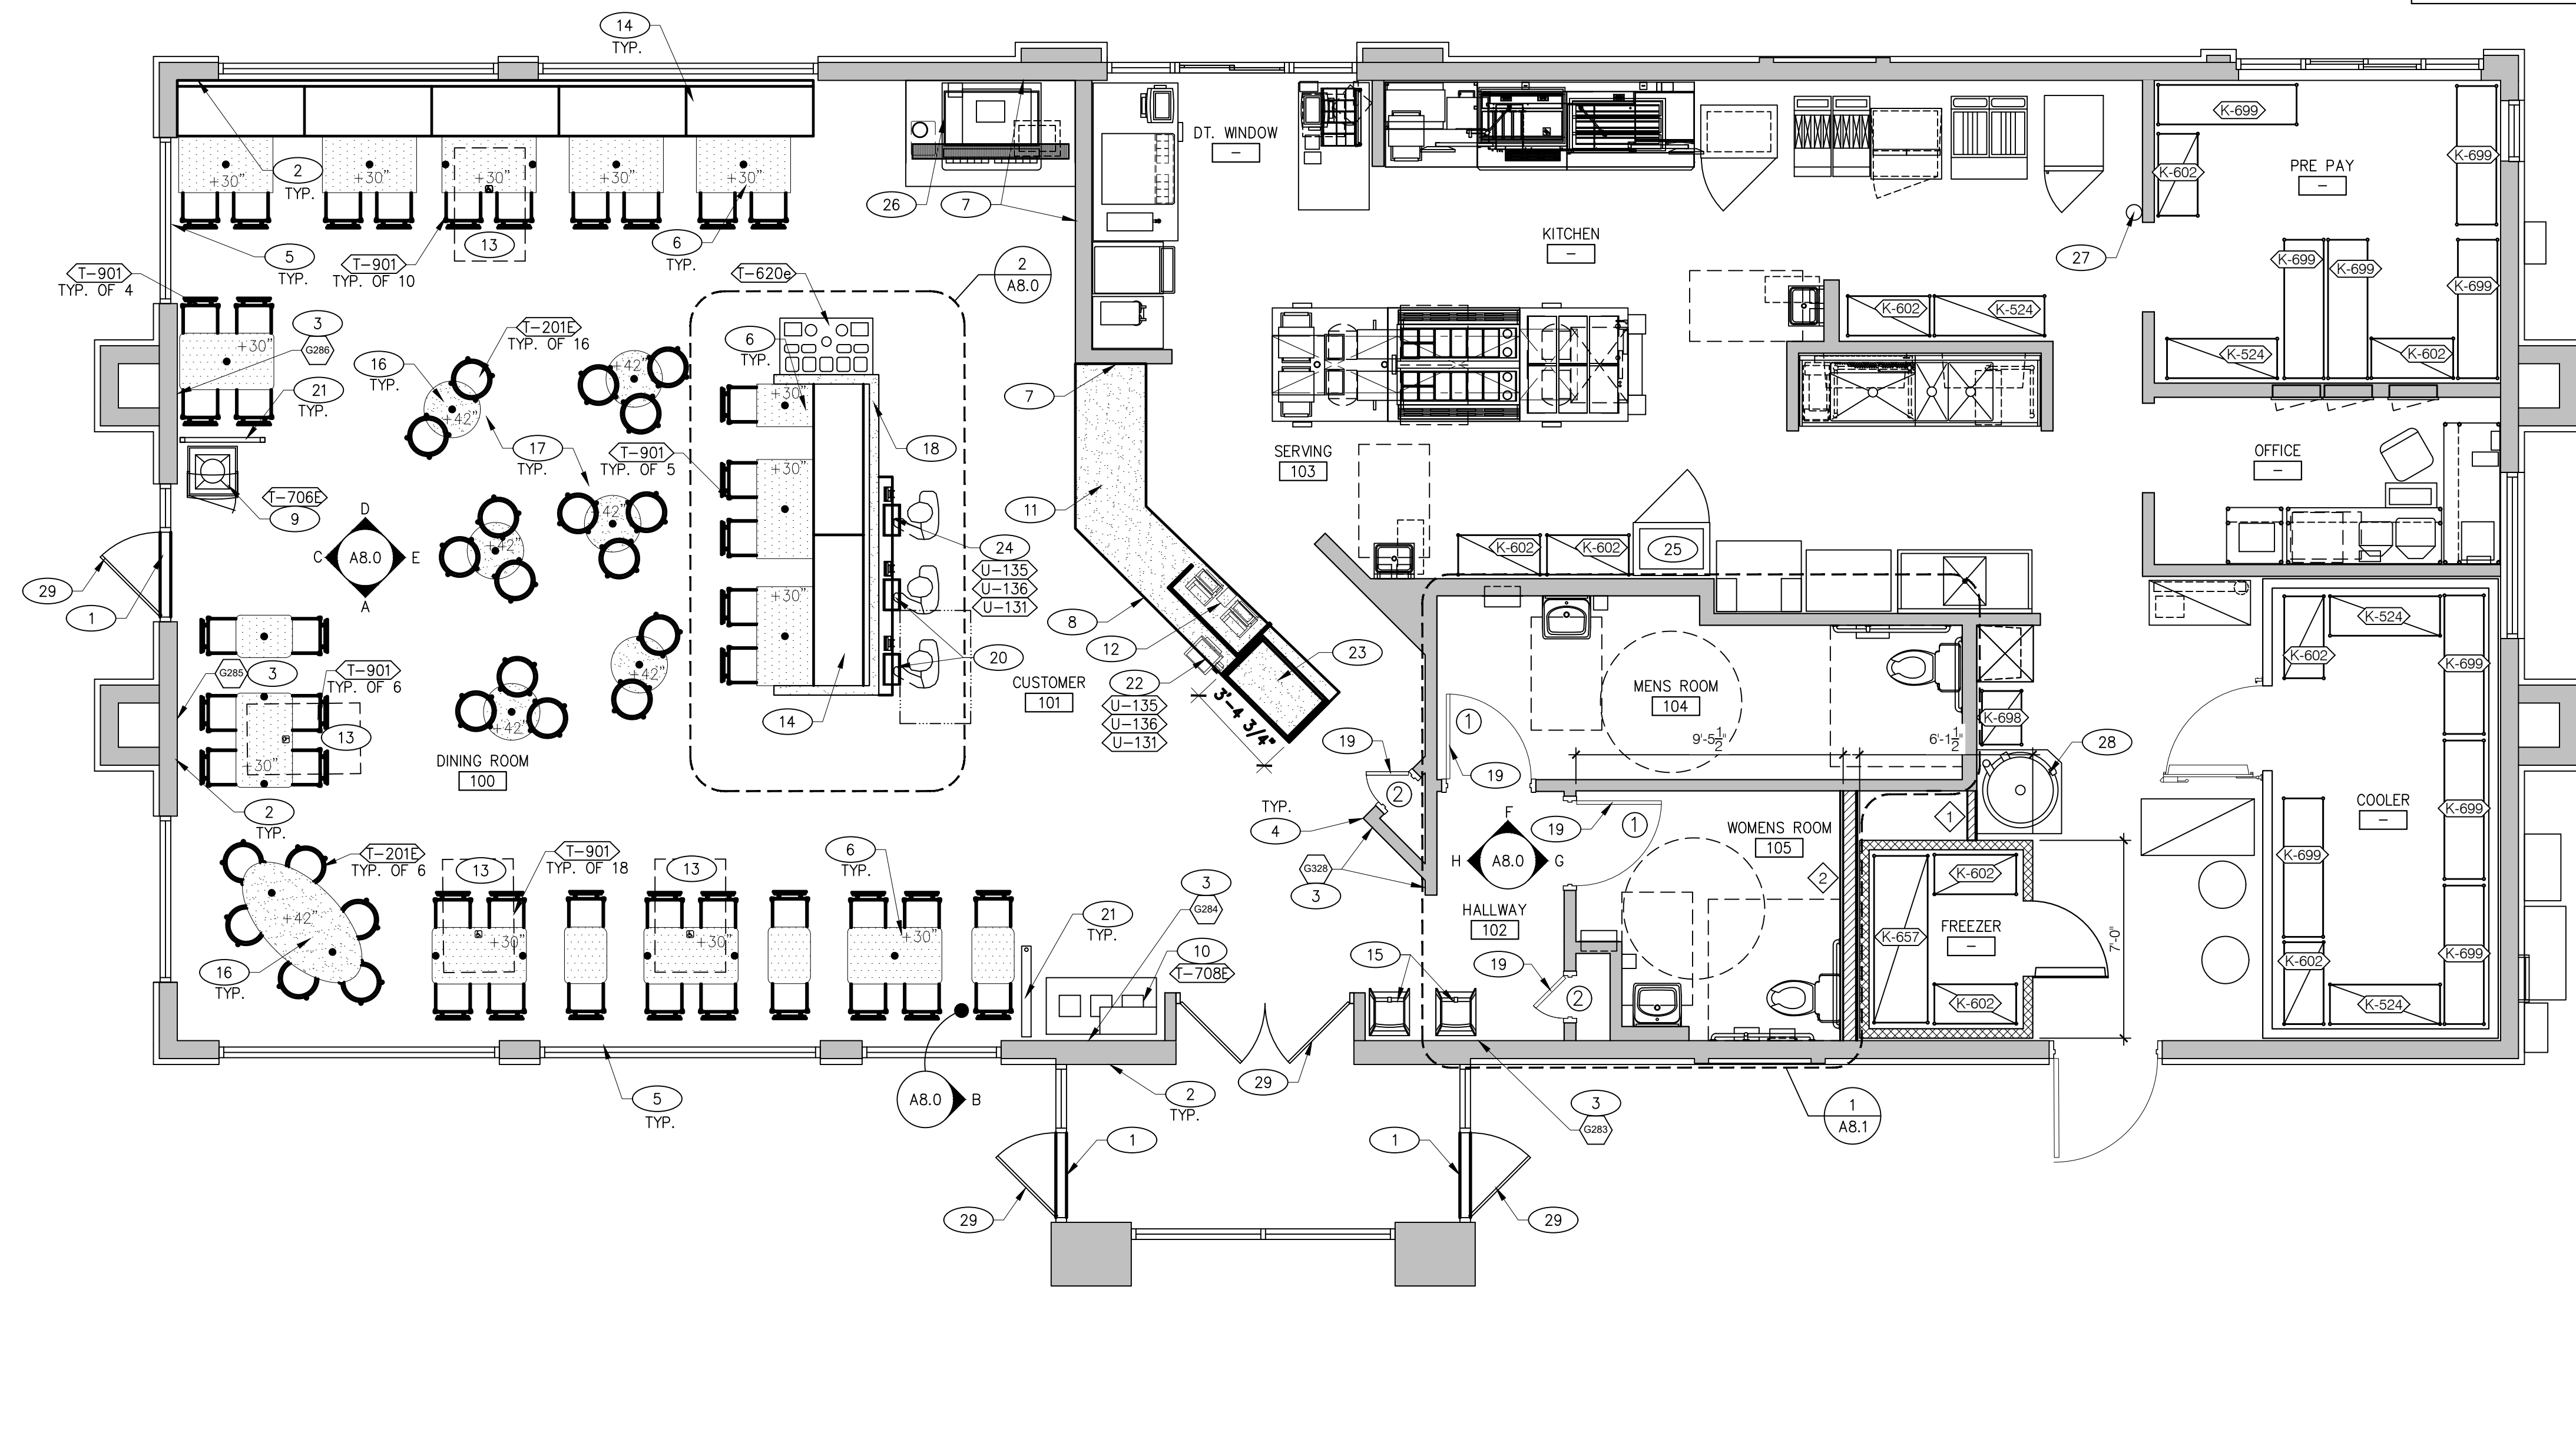 14
TYP.
2
TYP.
+30"
+30"
+30"
+30"
+30"
5
TYP.
T-901
TYP. OF 10
13
6
TYP.
26
7
DT. WINDOW
–
KITCHEN
–
K-699
K-602
K-699
PRE PAY
–
27
K-699
K-699
K-699
K-524
K-602
K-602
K-524
T-901
TYP. OF 4
3
G286
+30"
21
TYP.
T-706E
9
T-201E
TYP. OF 16
16
TYP.
+42"
+42"
17
TYP.
+42"
+42"
+42"
+42"
T-620e
2
A8.0
6
TYP.
+30"
T-901
TYP. OF 5
+30"
+30"
18
24
U-135
U-136
U-131
20
14
7
11
8
12
22
U-135
U-136
U-131
23
3'-4 3/4"
CUSTOMER
101
SERVING
103
K-602
K-602
25
OFFICE
–
D
C
A8.0
E
A
29
1
G285
3
T-901
TYP. OF 6
13
+30"
2
TYP.
DINING ROOM
100
MENS ROOM
104
9'-5½"
6'-1½"
K-698
28
1
19
1
19
2
TYP.
4
G328
3
F
H
A8.0
G
19
1
WOMENS ROOM
105
2
HALLWAY
102
15
19
2
K-657
K-602
FREEZER
–
K-602
7'-0"
K-602
K-524
K-699
K-699
COOLER
–
K-699
K-602
K-699
K-524
T-201E
TYP. OF 6
+42"
16
TYP.
13
T-901
TYP. OF 18
+30"
13
+30"
6
TYP.
+30"
21
TYP.
3
G284
10
T-708E
5
TYP.
A8.0
B
2
TYP.
29
3
G283
1
A8.1
1
1
29
29